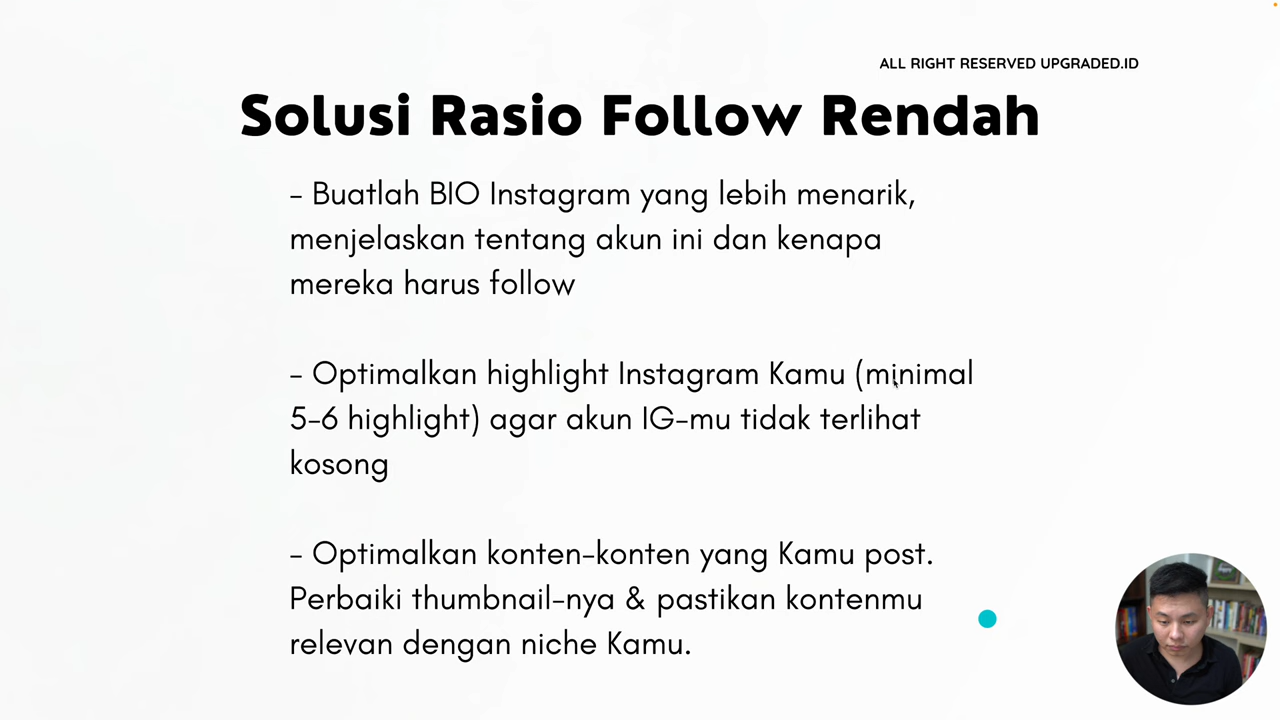 ALL RIGHT RESERVED UPGRADED.ID
Solusi Rasio Follow Rendah
- Buatlah BIO Instagram yang lebih menarik,
menjelaskan tentang akun ini dan kenapa
mereka harus follow
- Optimalkan highlight Instagram Kamu (minimal
5-6 highlight) agar akun IG-mu tidak terlihat
kosong
- Optimalkan konten-konten yang Kamu post.
Perbaiki thumbnail-nya & pastikan kontenmu
relevan dengan niche Kamu.